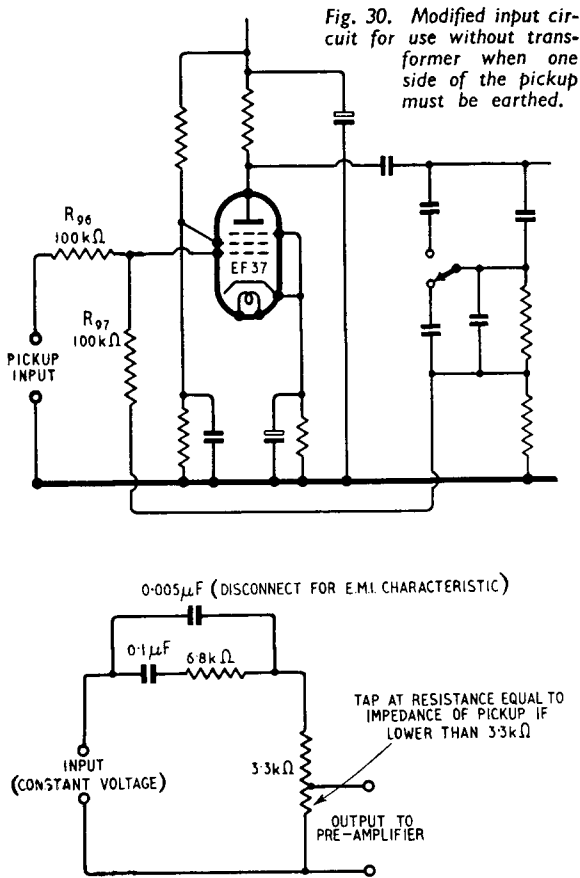 Fig. 30. Modified input cir-
cuit for use without trans-
former when one
side of the pickup
must be earthed.
R96
100kΩ
EF37
R97
100kΩ
PICKUP
INPUT
0·005μF (DISCONNECT FOR E.M.I. CHARACTERISTIC)
0·1μF
6·8kΩ
TAP AT RESISTANCE EQUAL TO
IMPEDANCE OF PICKUP IF
LOWER THAN 3·3kΩ
3·3kΩ
INPUT
(CONSTANT VOLTAGE)
OUTPUT TO
PRE-AMPLIFIER